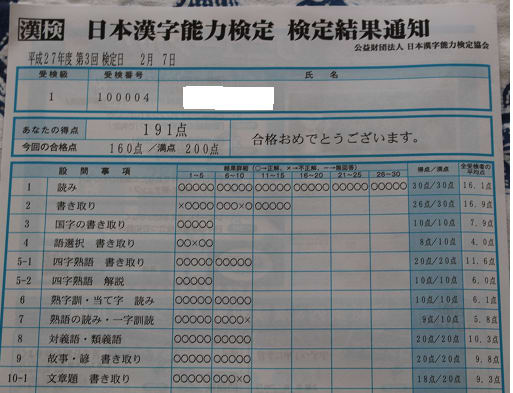 漢検 日本漢字能力検定 検定結果通知
公益財団法人 日本漢字能力検定協会
平成27年度 第3回 検定日 2月 7日
受検級 受検番号 氏名
1 100004
あなたの得点 191点 合格おめでとうございます。
今回の合格点 160点 / 満点 200点
設問事項 結果詳細 (○→正解、×→不正解、ー→無回答) 得点/満点 全受検者の平均点
1~5 6~10 11~15 16~20 21~25 26~30
1 読み ○○○○○ ○○○○○ ○○○○○ ○○○○○ ○○○○○ ○○○○○ 30点/30点 16.1点
2 書き取り ×○○○○ ○○○×○ ○○○○○ 26点/30点 16.9点
3 国字の書き取り ○○○○○ 10点/10点 7.9点
4 語選択 書き取り ○○×○○ 8点/10点 4.0点
5-1 四字熟語 書き取り ○○○○○ ○○○○○ 20点/20点 11.6点
5-2 四字熟語 解説 ○○○○○ 10点/10点 6.0点
6 熟字訓・当て字 読み ○○○○○ ○○○○○ 10点/10点 6.1点
7 熟語の読み・一字訓読 ○○○○○ ○○○○× 9点/10点 5.8点
8 対義語・類義語 ○○○○○ ○○○○○ 20点/20点 10.3点
9 故事・諺 書き取り ○○○○○ ○○○○○ 20点/20点 9.8点
10-1 文章題 書き取り ○○○○○ ○○○×○ 18点/20点 9.3点